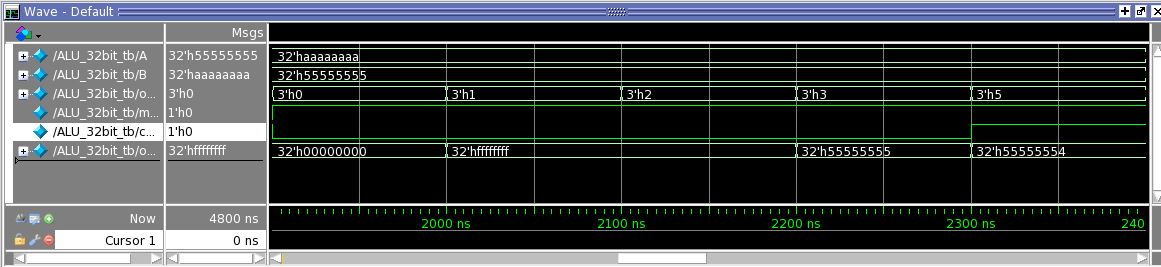 Wave - Default
Msgs
/ALU_32bit_tb/A 32'h55555555 32'haaaaaaaa
/ALU_32bit_tb/B 32'haaaaaaaa 32'h55555555
/ALU_32bit_tb/o... 3'h0 3'h0 3'h1 3'h2 3'h3 3'h5
/ALU_32bit_tb/m... 1'h0
/ALU_32bit_tb/c... 1'h0
/ALU_32bit_tb/o... 32'hffffffff 32'h00000000 32'hffffffff 32'h55555555 32'h55555554
Now 4800 ns 2000 ns 2100 ns 2200 ns 2300 ns 240
Cursor 1 0 ns